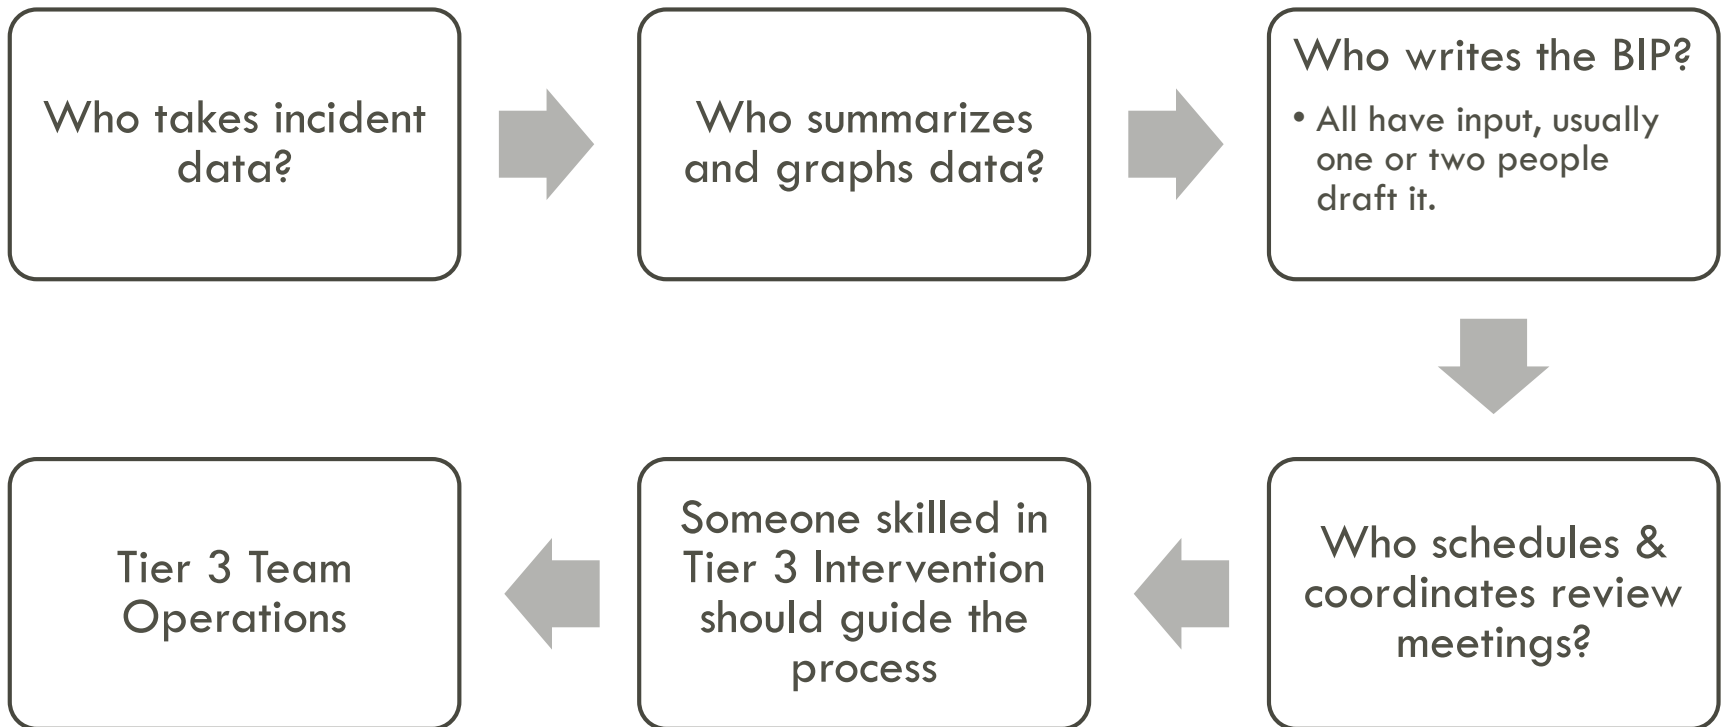 Who takes incident
data?
Who summarizes
and graphs data?
Who writes the BIP?
• All have input, usually
one or two people
draft it.
Who schedules &
coordinates review
meetings?
Someone skilled in
Tier 3 Intervention
should guide the
process
Tier 3 Team
Operations